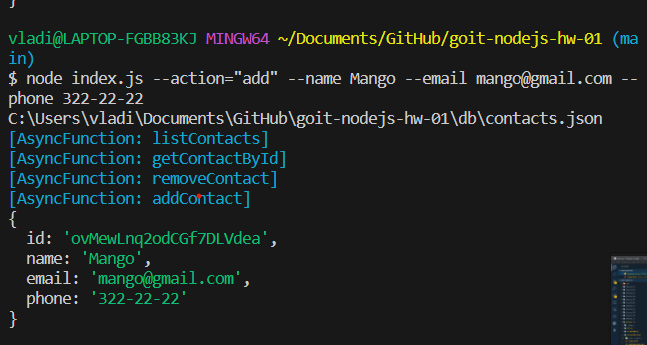 }
vladi@LAPTOP-FGBB83KJ MINGW64 ~/Documents/GitHub/goit-nodejs-hw-01 (ma
in)
$ node index.js --action="add" --name Mango --email mango@gmail.com --
phone 322-22-22
C:\Users\vladi\Documents\GitHub\goit-nodejs-hw-01\db\contacts.json
[AsyncFunction: listContacts]
[AsyncFunction: getContactById]
[AsyncFunction: removeContact]
[AsyncFunction: addContact]
{
  id: 'ovMewLnq2odCGf7DLVdea',
  name: 'Mango',
  email: 'mango@gmail.com',
  phone: '322-22-22'
}